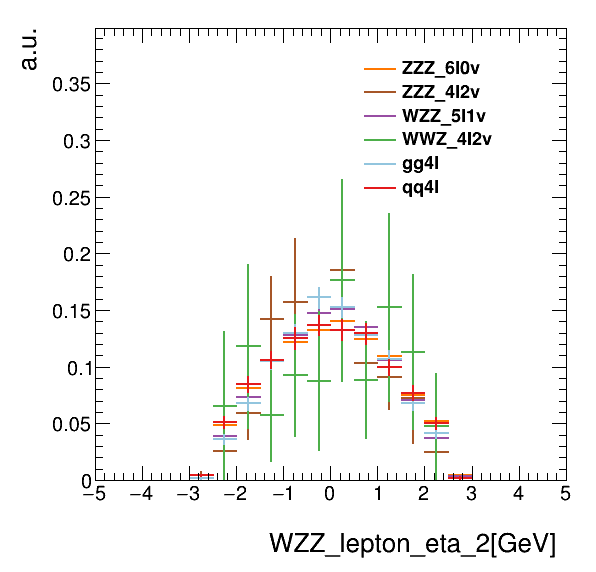 a.u.
0.35
0.3
0.25
0.2
0.15
0.1
0.05
0
ZZZ_6l0v
ZZZ_4l2v
WZZ_5l1v
WWZ_4l2v
gg4l
qq4l
−5 −4 −3 −2 −1 0 1 2 3 4 5
WZZ_lepton_eta_2[GeV]